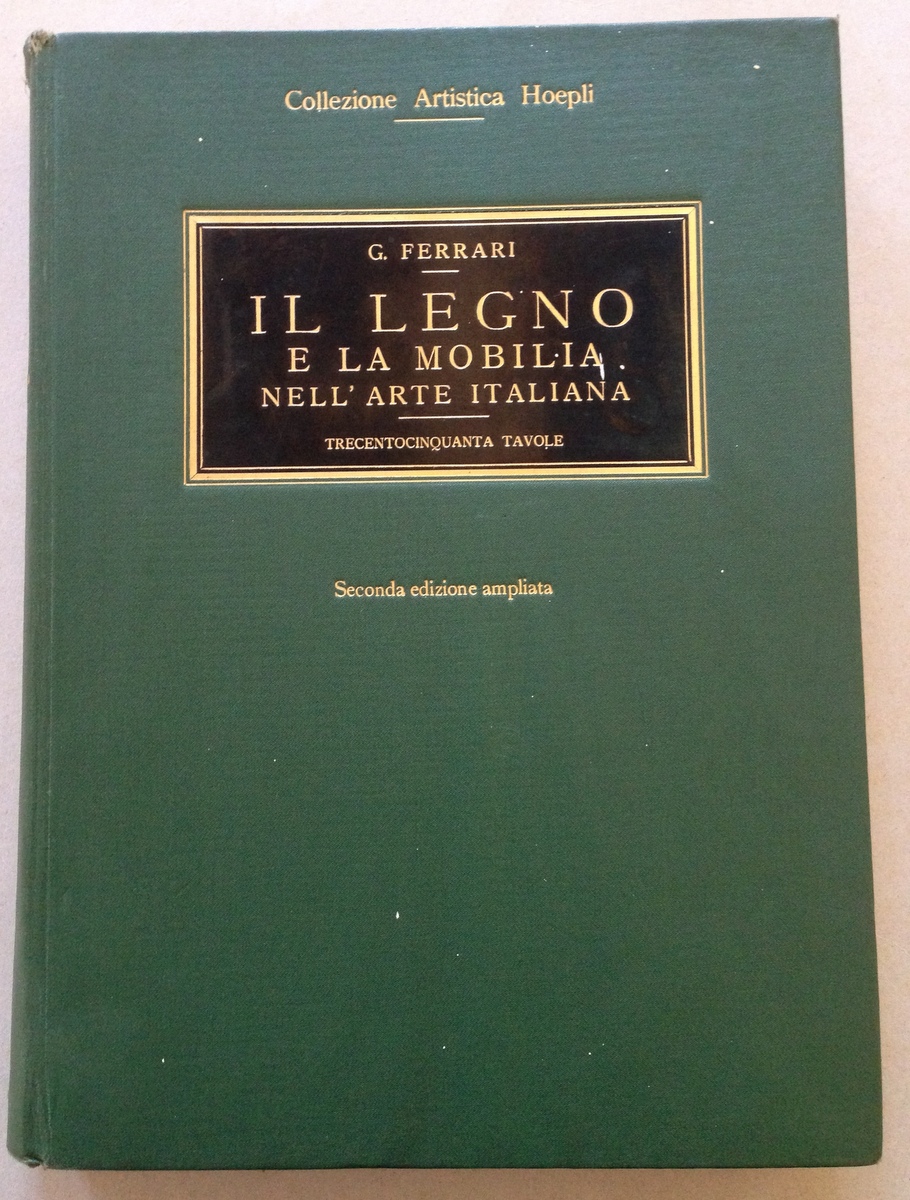 Collezione Artistica Hoepli
G. FERRARI
IL LEGNO
E LA MOBILIA
NELL' ARTE ITALIANA
TRECENTOCINQUANTA TAVOLE
Seconda edizione ampliata